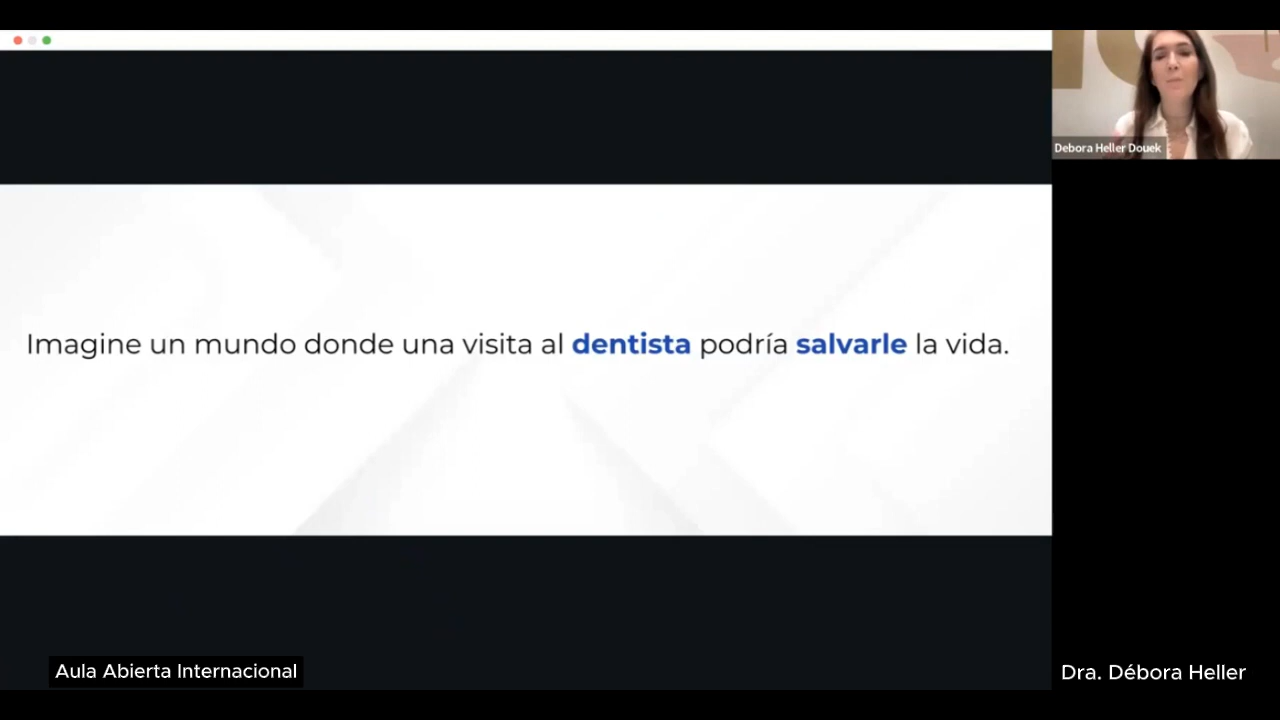 Debora Heller Douek
Imagine un mundo donde una visita al dentista podría salvarle la vida.
Aula Abierta Internacional
Dra. Débora Heller